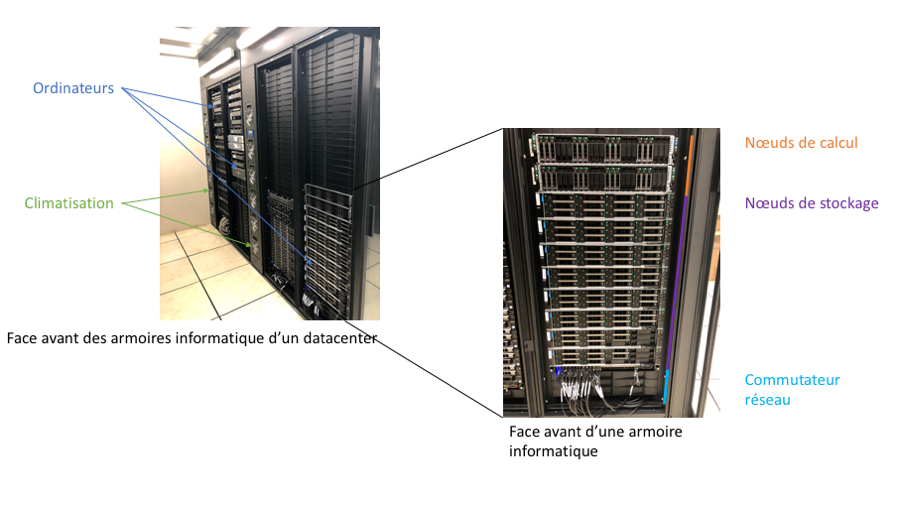 Ordinateurs
Climatisation
Face avant des armoires informatique d’un datacenter
Nœuds de calcul
Nœuds de stockage
Commutateur
réseau
Face avant d’une armoire
informatique